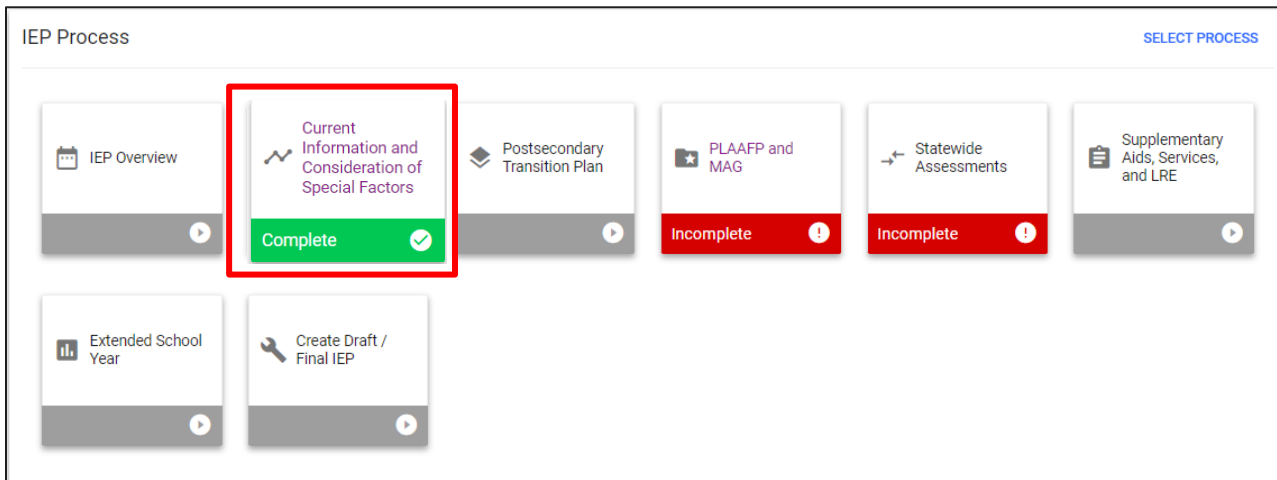 IEP Process
SELECT PROCESS
IEP Overview
Current
Information and
Consideration of
Special Factors
Complete
Postsecondary
Transition Plan
PLAAFP and
MAG
Incomplete
Statewide
Assessments
Incomplete
Supplementary
Aids, Services,
and LRE
Extended School
Year
Create Draft /
Final IEP